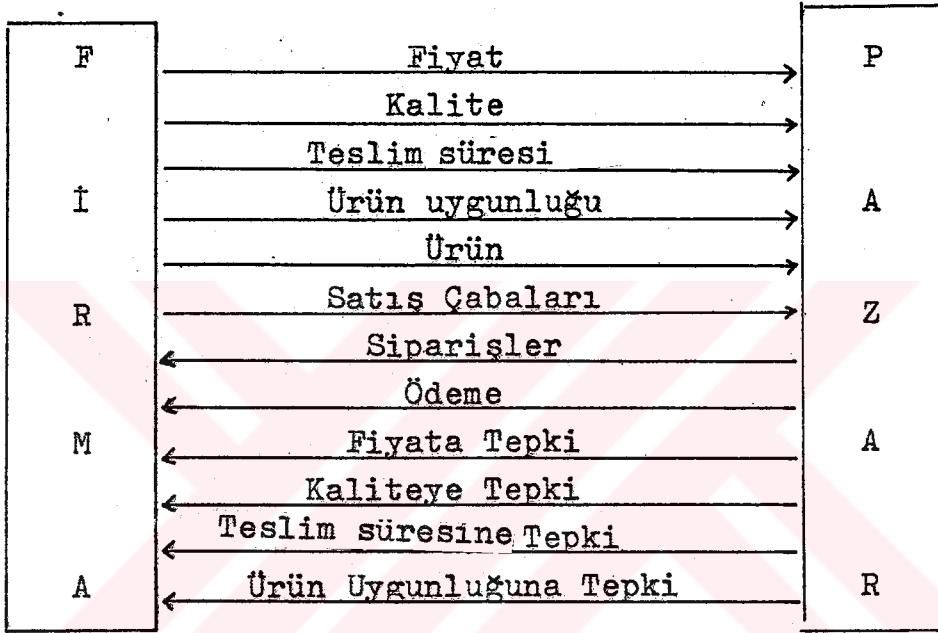 F Fiyat P
Kalite
Teslim süresi
İ Ürün uygunluğu A
Ürün
R Satış Çabaları Z
Siparişler
Ödeme
M Fiyata Tepki A
Kaliteye Tepki
Teslim süresine Tepki
A Ürün Uygunluğuna Tepki R